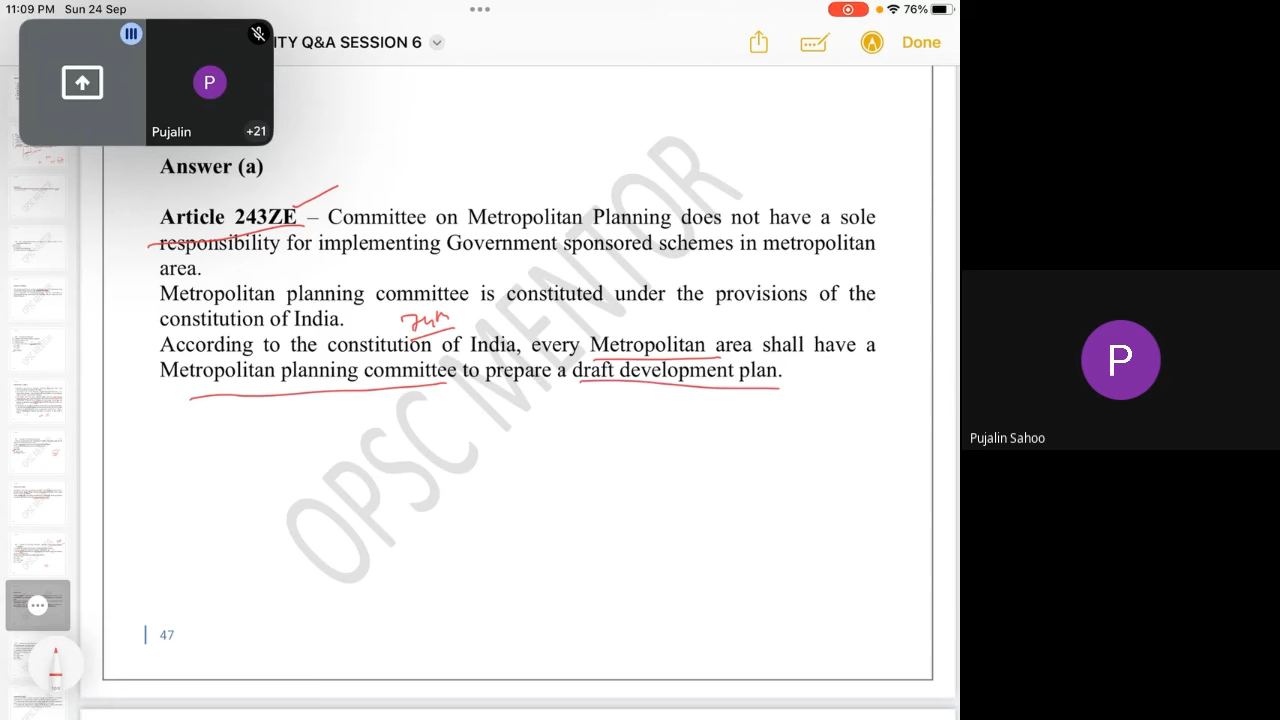 11:09 PM Sun 24 Sep
76%
ITY Q&A SESSION 6
Done
P
Pujalin
+21
Answer (a)
Article 243ZE – Committee on Metropolitan Planning does not have a sole
responsibility for implementing Government sponsored schemes in metropolitan
area.
Metropolitan planning committee is constituted under the provisions of the
constitution of India.
According to the constitution of India, every Metropolitan area shall have a
Metropolitan planning committee to prepare a draft development plan.
OPSC MENTOR
47
P
Pujalin Sahoo